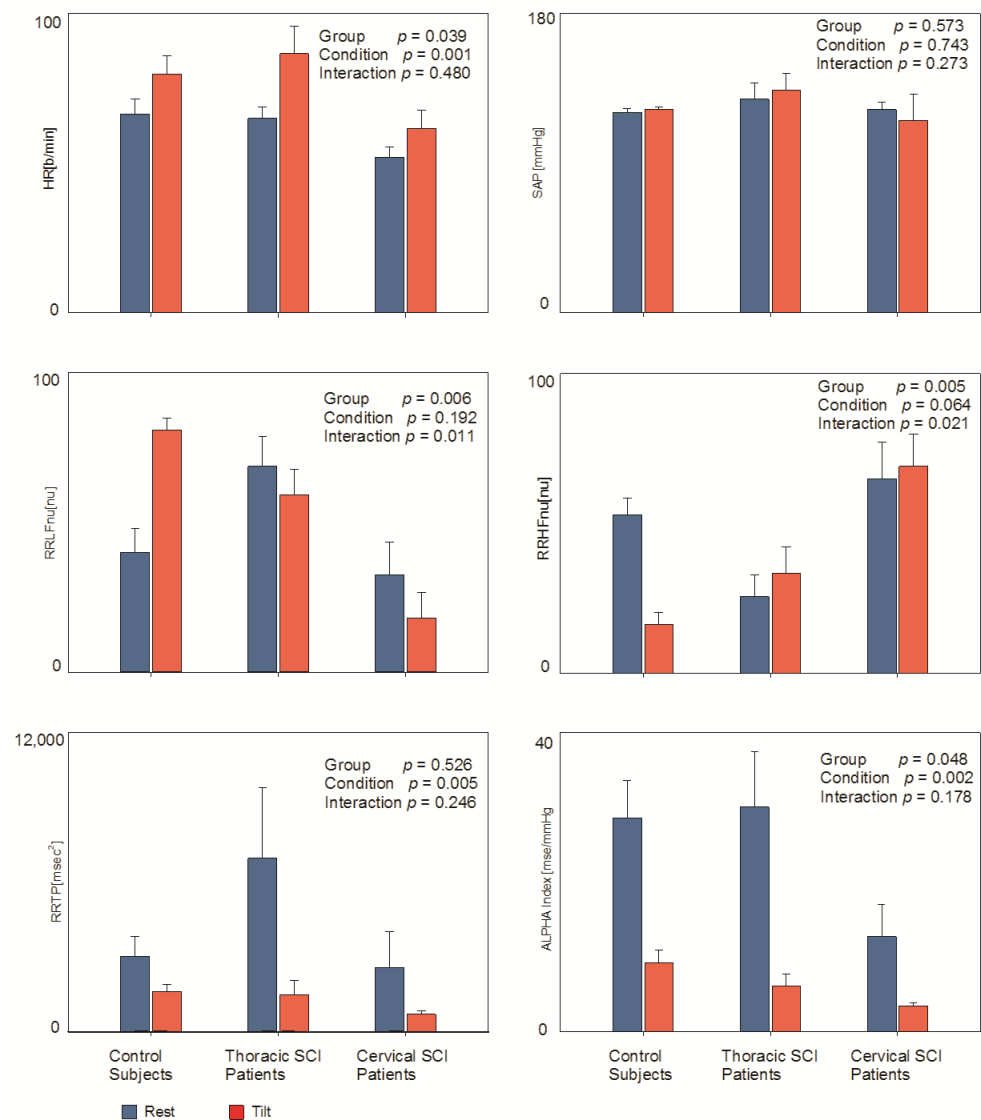 100
Group p = 0.039
Condition p = 0.001
Interaction p = 0.480
HR[b/min]
0
180
Group p = 0.573
Condition p = 0.743
Interaction p = 0.273
SAP [mmHg]
0
100
Group p = 0.006
Condition p = 0.192
Interaction p = 0.011
RRLFnu[nu]
0
100
Group p = 0.005
Condition p = 0.064
Interaction p = 0.021
RRHFnu[nu]
0
12,000
Group p = 0.526
Condition p = 0.005
Interaction p = 0.246
RRTP[msec²]
0
Control Subjects
Thoracic SCI Patients
Cervical SCI Patients
40
Group p = 0.048
Condition p = 0.002
Interaction p = 0.178
ALPHA Index [mse/mmHg]
0
Control Subjects
Thoracic SCI Patients
Cervical SCI Patients
Rest Tilt